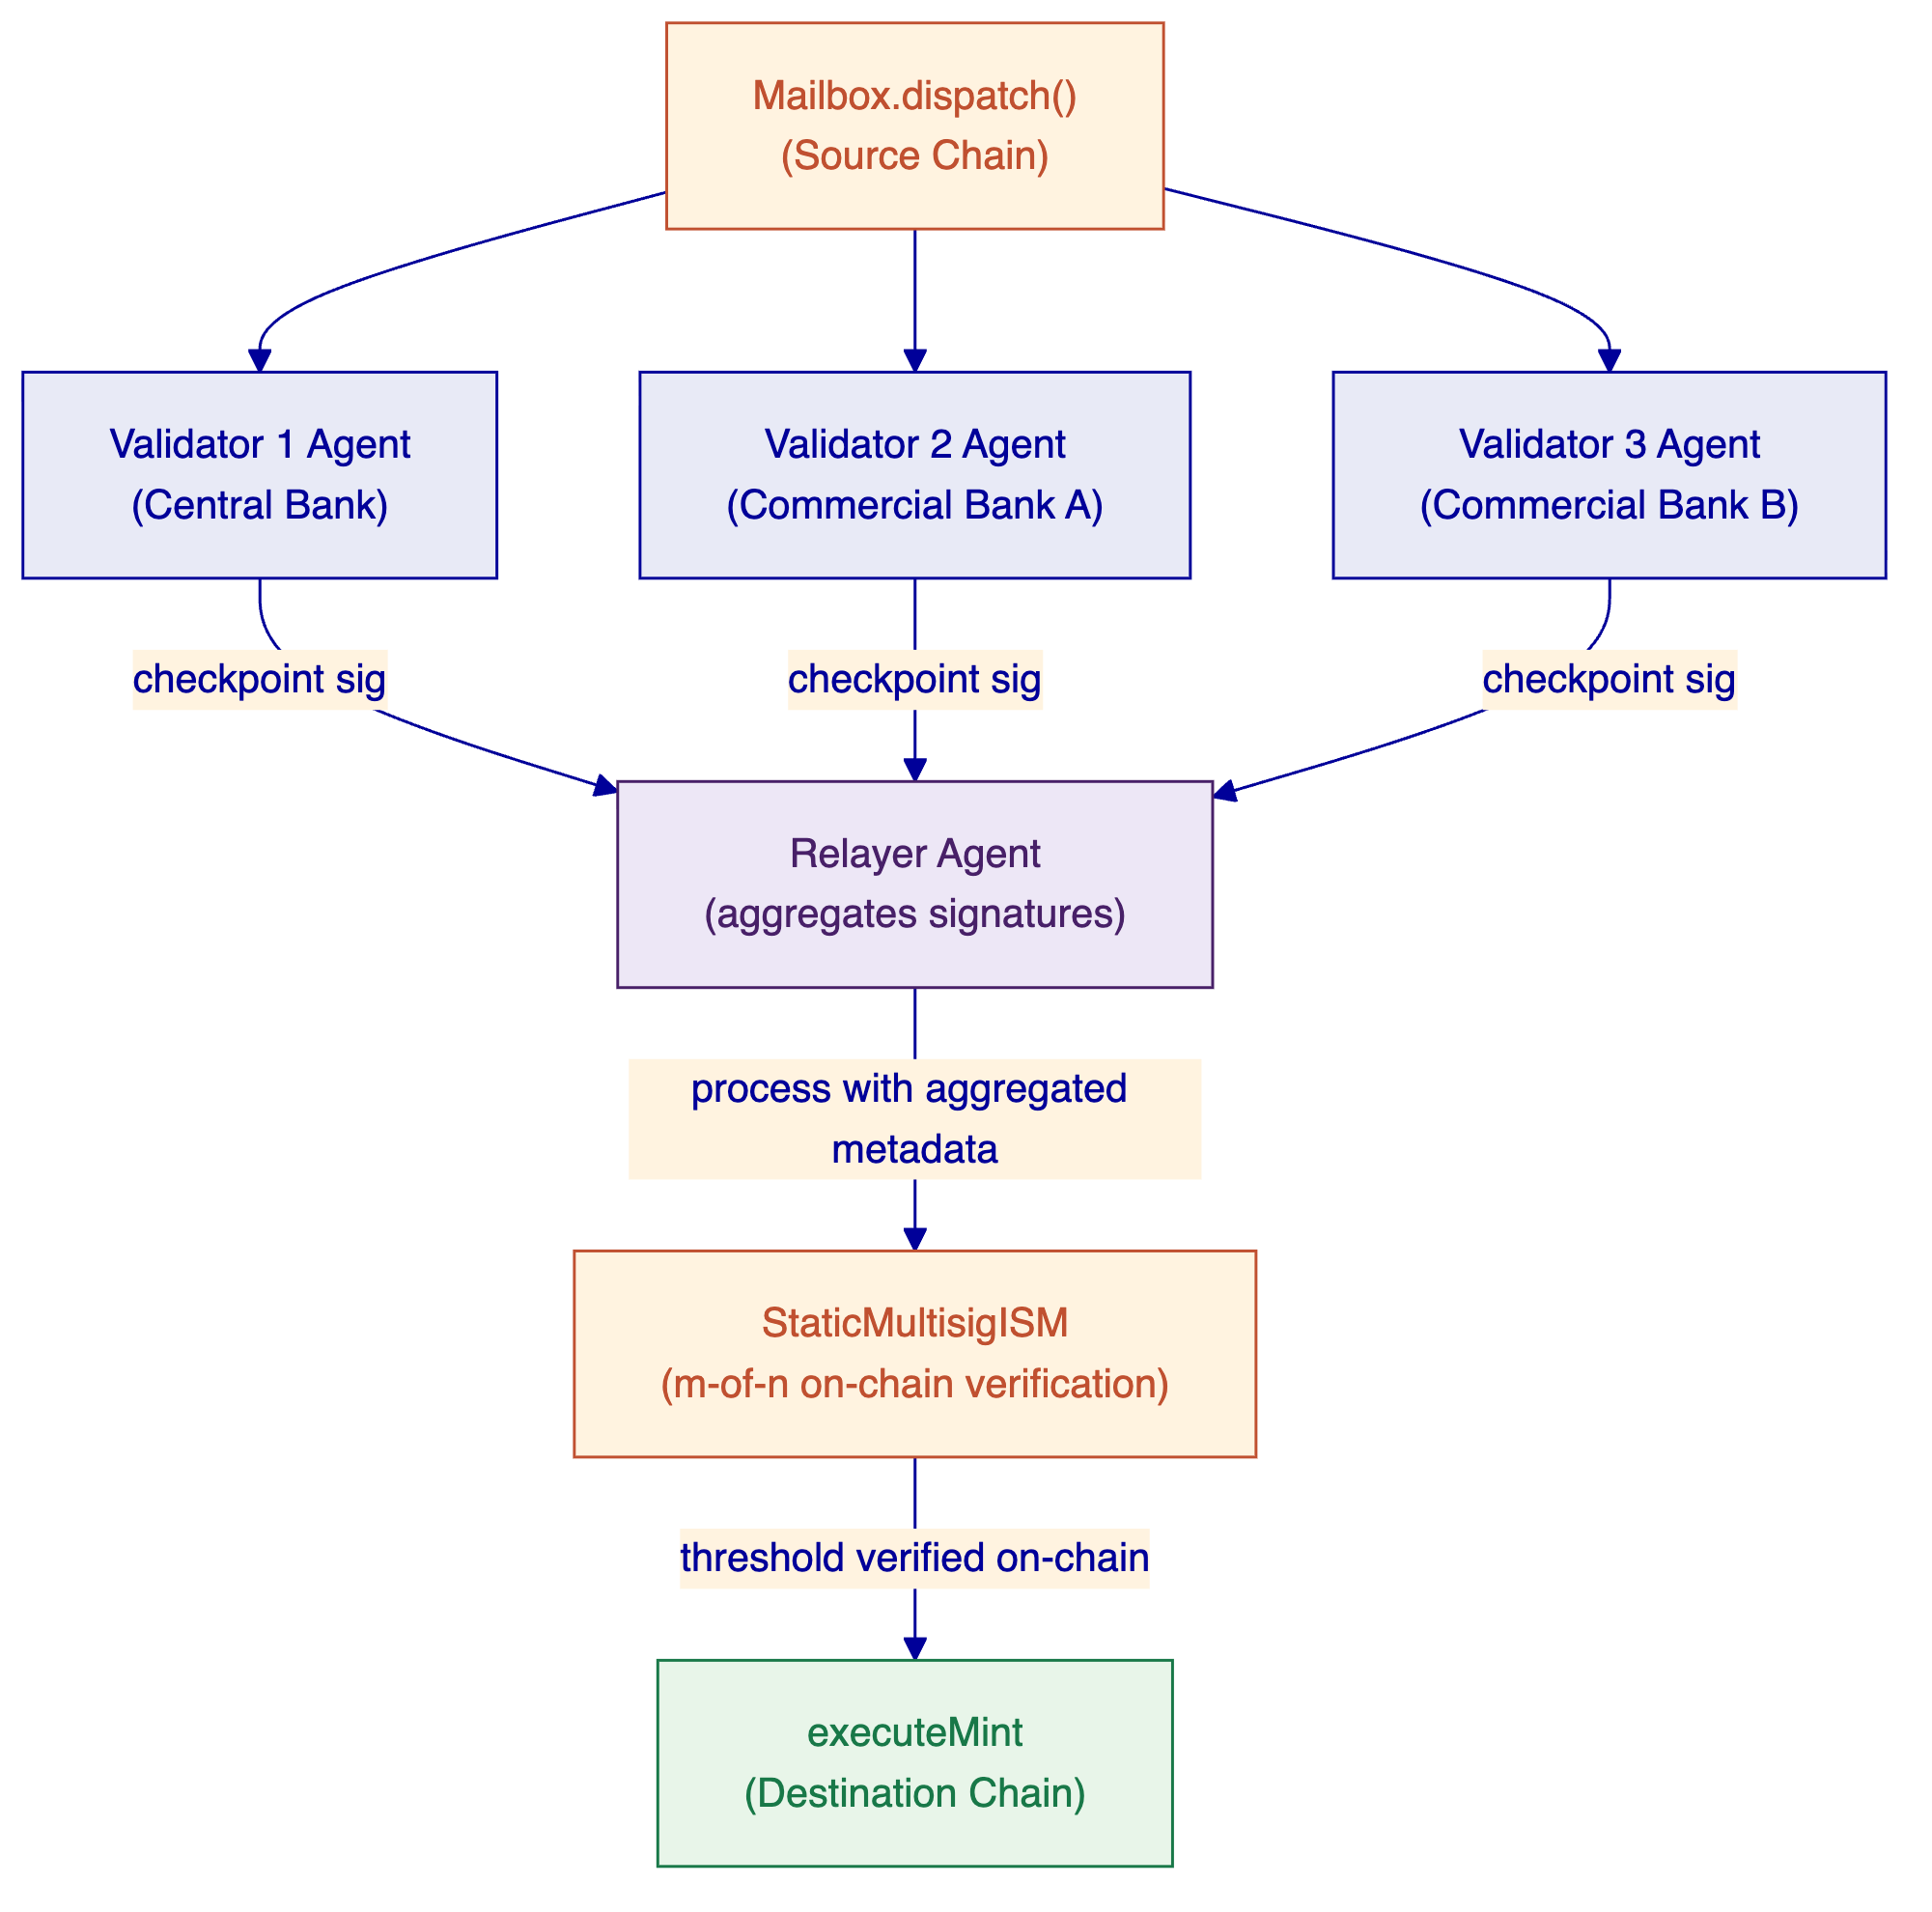 Mailbox.dispatch()
(Source Chain)
Validator 1 Agent
(Central Bank)
Validator 2 Agent
(Commercial Bank A)
Validator 3 Agent
(Commercial Bank B)
checkpoint sig
checkpoint sig
checkpoint sig
Relayer Agent
(aggregates signatures)
process with aggregated
metadata
StaticMultisigISM
(m-of-n on-chain verification)
threshold verified on-chain
executeMint
(Destination Chain)